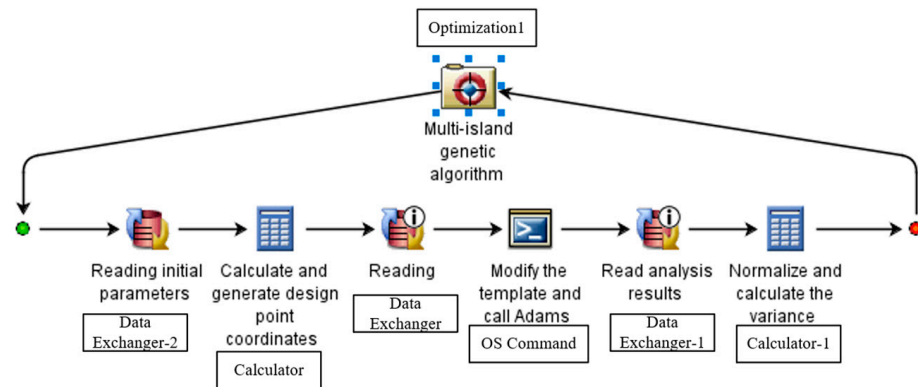 Optimization1
Multi-island
genetic
algorithm
Reading initial
parameters
Data
Exchanger-2
Calculate and
generate design
point
coordinates
Calculator
Reading
Data
Exchanger
Modify the
template and
call Adams
OS Command
Read analysis
results
Data
Exchanger-1
Normalize and
calculate the
variance
Calculator-1